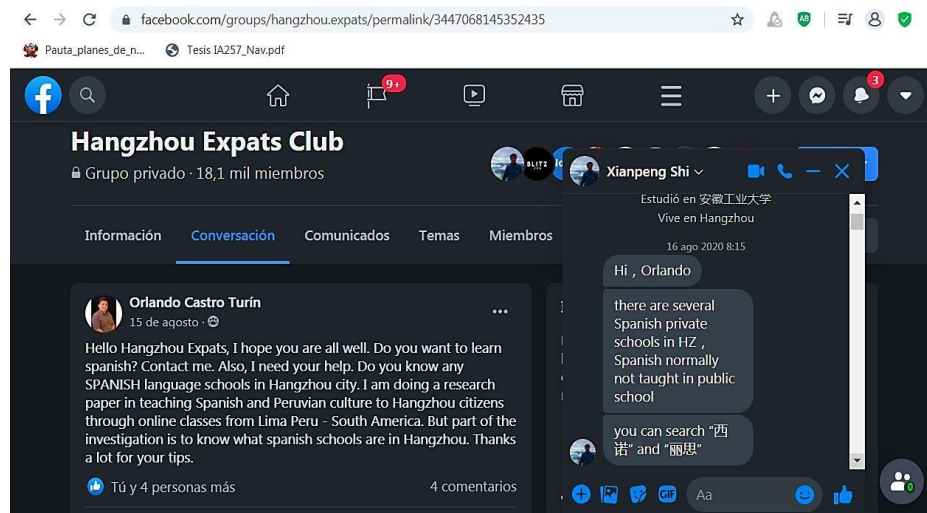 facebook.com/groups/hangzhou.expats/permalink/3447068145352435
Pauta_planes_de_n...
Tesis IA257_Nav.pdf
9+
3
Hangzhou Expats Club
Grupo privado · 18,1 mil miembros
BLITZ
Información
Conversación
Comunicados
Temas
Miembros
Orlando Castro Turín
15 de agosto ·
Hello Hangzhou Expats, I hope you are all well. Do you want to learn
spanish? Contact me. Also, I need your help. Do you know any
SPANISH language schools in Hangzhou city. I am doing a research
paper in teaching Spanish and Peruvian culture to Hangzhou citizens
through online classes from Lima Peru - South America. But part of the
investigation is to know what spanish schools are in Hangzhou. Thanks
a lot for your tips.
Tú y 4 personas más
4 comentarios
Xianpeng Shi
Estudió en 安徽工业大学
Vive en Hangzhou
16 ago 2020 8:15
Hi , Orlando
there are several
Spanish private
schools in HZ ,
Spanish normally
not taught in public
school
you can search “西
诺” and “丽思”
GIF
Aa
0